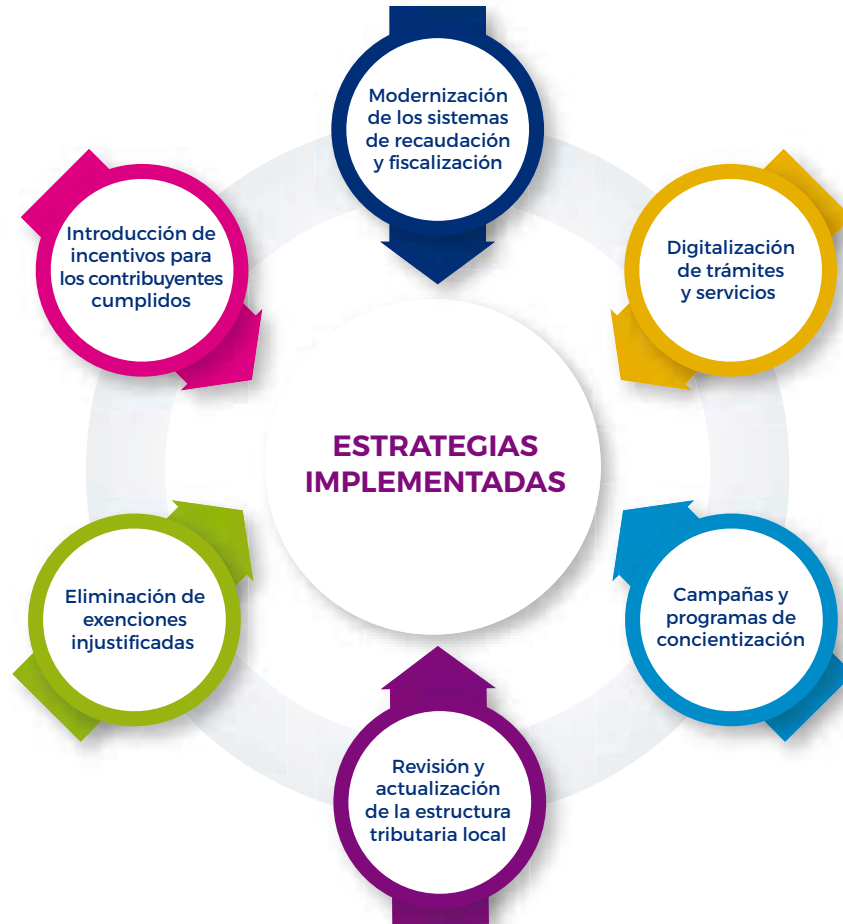 Modernización
de los sistemas
de recaudación
y fiscalización
Digitalización
de trámites
y servicios
Campañas y
programas de
concientización
Revisión y
actualización
de la estructura
tributaria local
Eliminación de
exenciones
injustificadas
Introducción de
incentivos para
los contribuyentes
cumplidos
ESTRATEGIAS
IMPLEMENTADAS